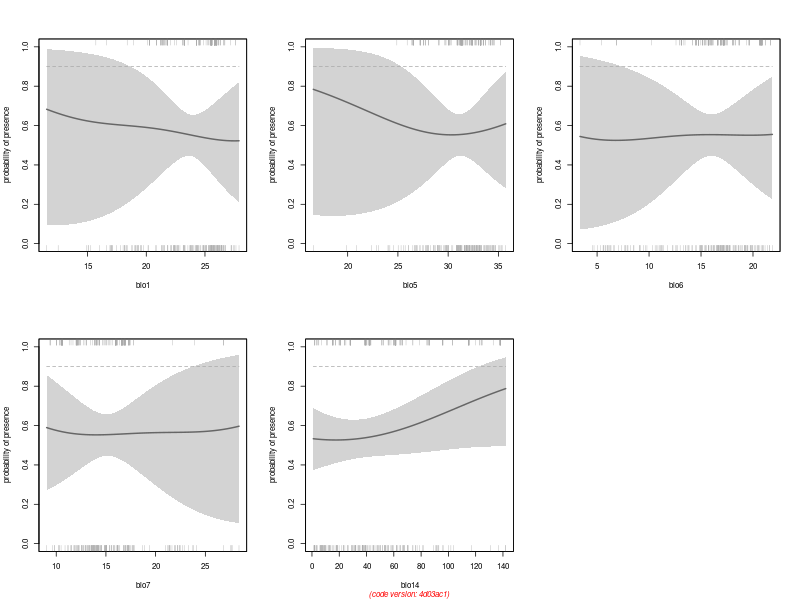 probability of presence
0.0 0.2 0.4 0.6 0.8 1.0
15 20 25
bio1
probability of presence
0.0 0.2 0.4 0.6 0.8 1.0
20 25 30 35
bio5
probability of presence
0.0 0.2 0.4 0.6 0.8 1.0
5 10 15 20
bio6
probability of presence
0.0 0.2 0.4 0.6 0.8 1.0
10 15 20 25
bio7
probability of presence
0.0 0.2 0.4 0.6 0.8 1.0
0 20 40 60 80 100 120 140
bio14
(code version: 4d03ac1)